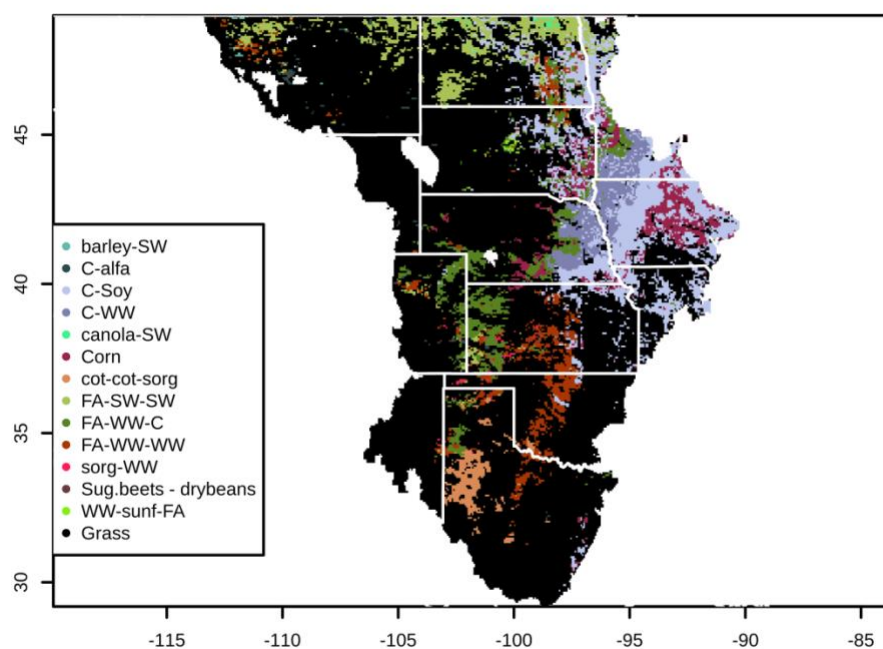 45
40
35
30
barley-SW
C-alfa
C-Soy
C-WW
canola-SW
Corn
cot-cot-sorg
FA-SW-SW
FA-WW-C
FA-WW-WW
sorg-WW
Sug.beets - drybeans
WW-sunf-FA
Grass
-115 -110 -105 -100 -95 -90 -85